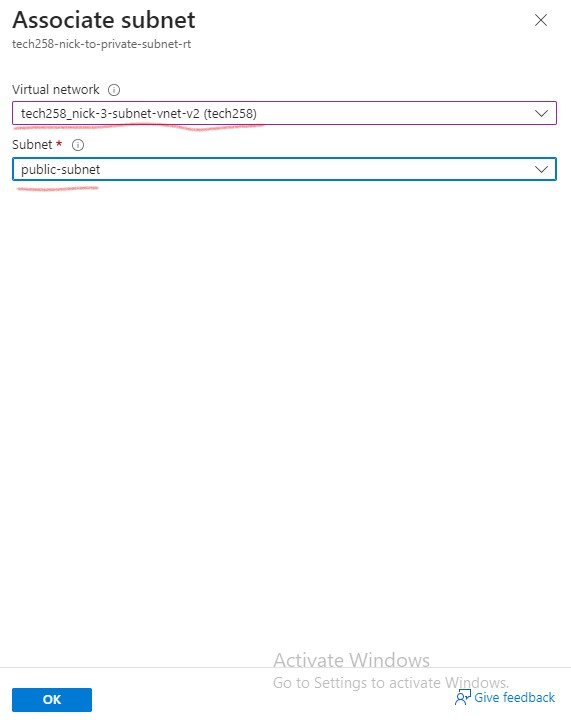 Associate subnet
tech258-nick-to-private-subnet-rt
Virtual network
tech258_nick-3-subnet-vnet-v2 (tech258)
Subnet *
public-subnet
Activate Windows
Go to Settings to activate Windows.
OK
Give feedback